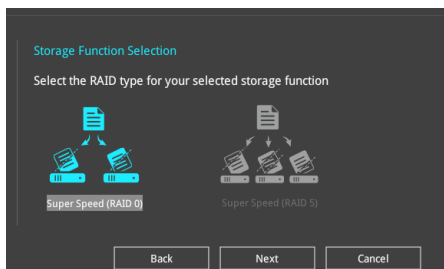 Storage Function Selection
Select the RAID type for your selected storage function
Super Speed (RAID 0)
Super Speed (RAID 5)
Back
Next
Cancel